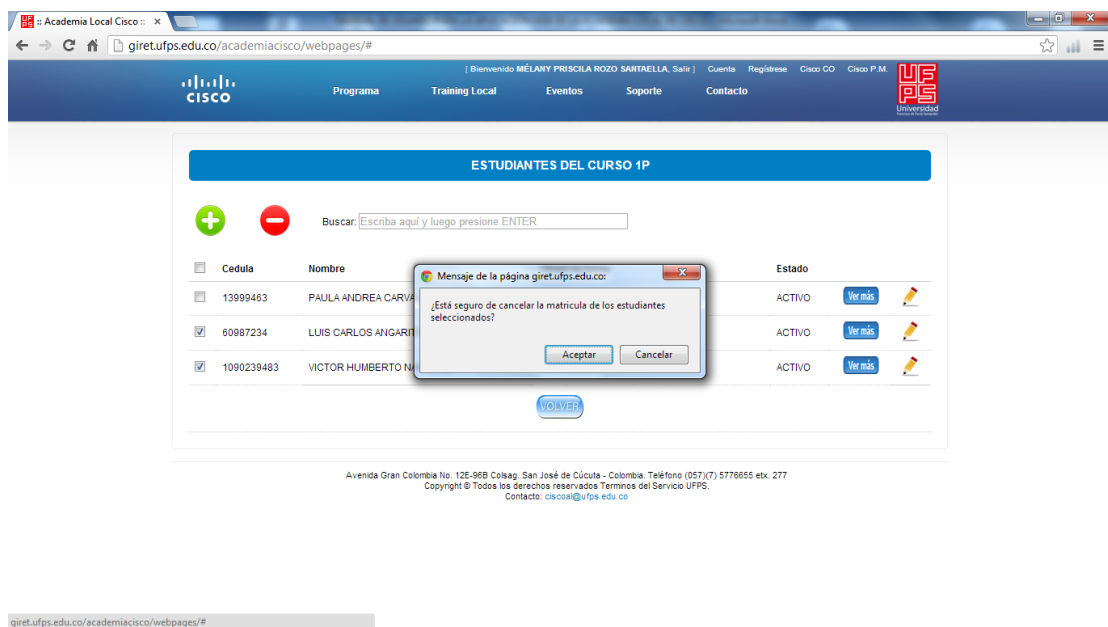 :: Academia Local Cisco ::
giret.ufps.edu.co/academiacisco/webpages/#
[ Bienvenido MÉLANY PRISCILA ROZO SANTAELLA, Salir ] Cuenta Regístrese Cisco CO Cisco P.M.
CISCO
Programa Training Local Eventos Soporte Contacto
UFPS
Universidad
ESTUDIANTES DEL CURSO 1P
Buscar: Escriba aquí y luego presione ENTER
Cedula Nombre Estado
13999463 PAULA ANDREA CARVA ACTIVO Ver más
60987234 LUIS CARLOS ANGARIT ACTIVO Ver más
1090239483 VICTOR HUMBERTO NA ACTIVO Ver más
Mensaje de la página giret.ufps.edu.co:
¿Está seguro de cancelar la matricula de los estudiantes
seleccionados?
Aceptar Cancelar
VOLVER
Avenida Gran Colombia No. 12E-96B Colsag. San José de Cúcuta - Colombia. Teléfono (057)(7) 5776655 etx. 277
Copyright © Todos los derechos reservados Terminos del Servicio UFPS.
Contacto: ciscoal@ufps.edu.co
giret.ufps.edu.co/academiacisco/webpages/#